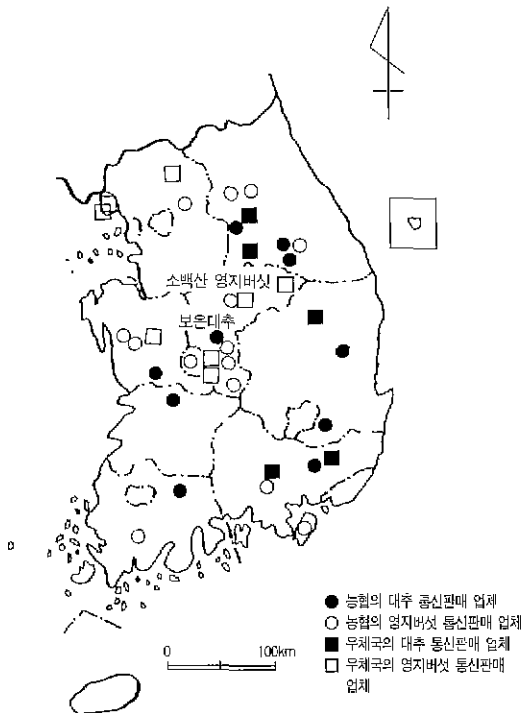 소백산 영지버섯
보은대추
● 농협의 대추 통신판매 업체
○ 농협의 영지버섯 통신판매 업체
■ 우체국의 대추 통신판매 업체
□ 우체국의 영지버섯 통신판매
업체
0 100km